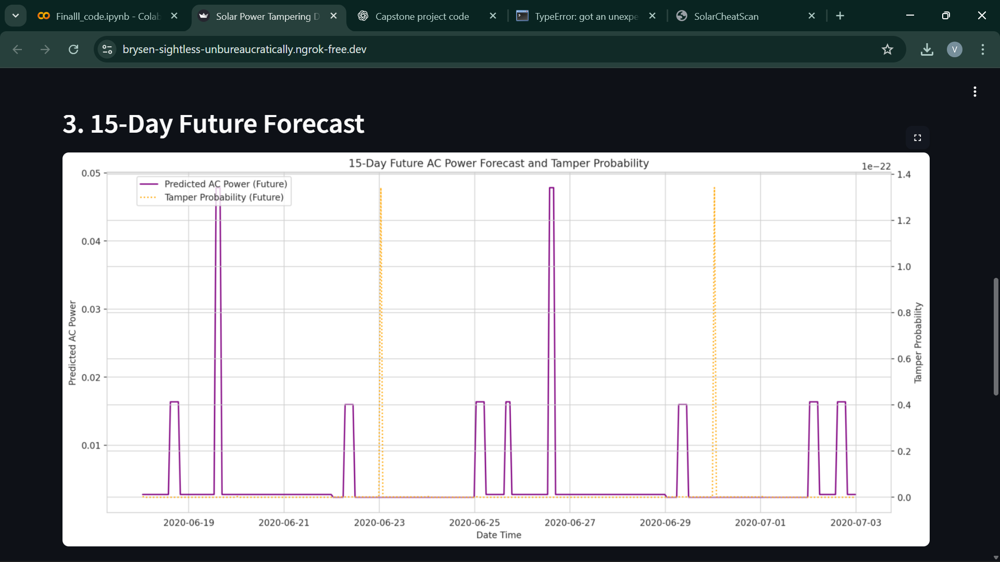 Finalll_code.ipynb - Colab
Solar Power Tampering D
Capstone project code
TypeError: got an unexpe
SolarCheatScan
brysen-sightless-unbureaucratically.ngrok-free.dev
V
3. 15-Day Future Forecast
15-Day Future AC Power Forecast and Tamper Probability
1e−22
Predicted AC Power (Future)
Tamper Probability (Future)
0.05
0.04
0.03
0.02
0.01
Predicted AC Power
1.4
1.2
1.0
0.8
0.6
0.4
0.2
0.0
Tamper Probability
2020-06-19 2020-06-21 2020-06-23 2020-06-25 2020-06-27 2020-06-29 2020-07-01 2020-07-03
Date Time